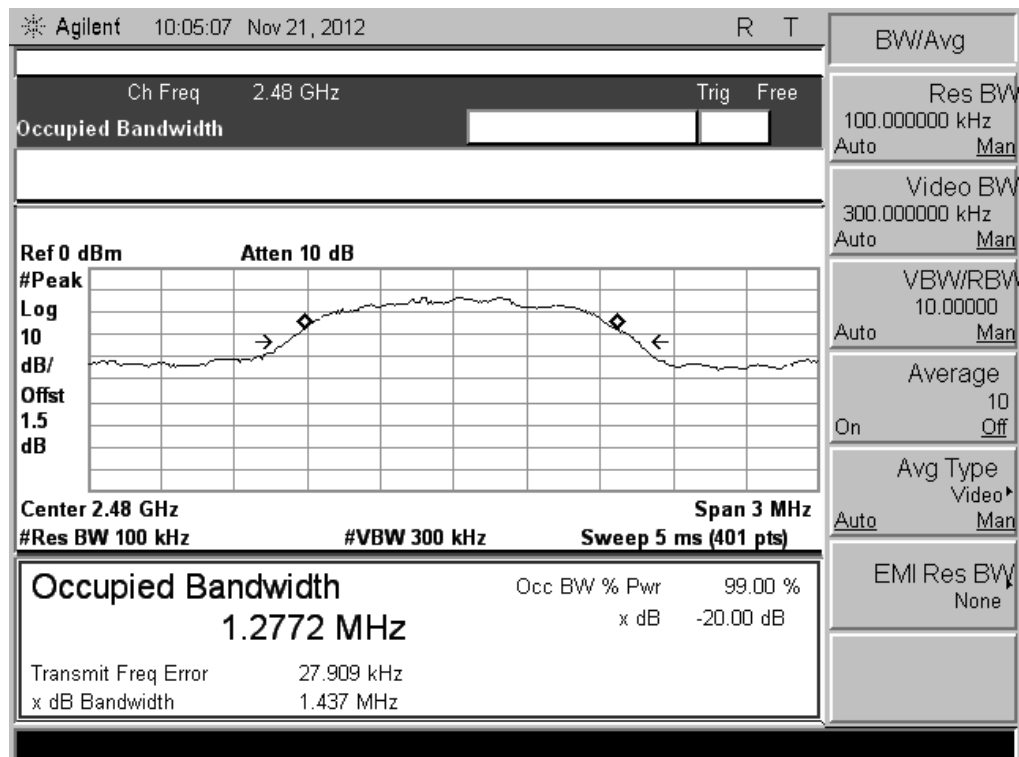 Agilent 10:05:07 Nov 21, 2012 R T
Ch Freq 2.48 GHz Trig Free
Occupied Bandwidth
Ref 0 dBm Atten 10 dB
#Peak
Log
10
dB/
Offst
1.5
dB
Center 2.48 GHz Span 3 MHz
#Res BW 100 kHz #VBW 300 kHz Sweep 5 ms (401 pts)
Occupied Bandwidth Occ BW % Pwr 99.00 %
1.2772 MHz x dB -20.00 dB
Transmit Freq Error 27.909 kHz
x dB Bandwidth 1.437 MHz
BW/Avg
Res BW
100.000000 kHz
Auto Man
Video BW
300.000000 kHz
Auto Man
VBW/RBW
10.00000
Auto Man
Average
10
On Off
Avg Type
Video
Auto Man
EMI Res BW
None